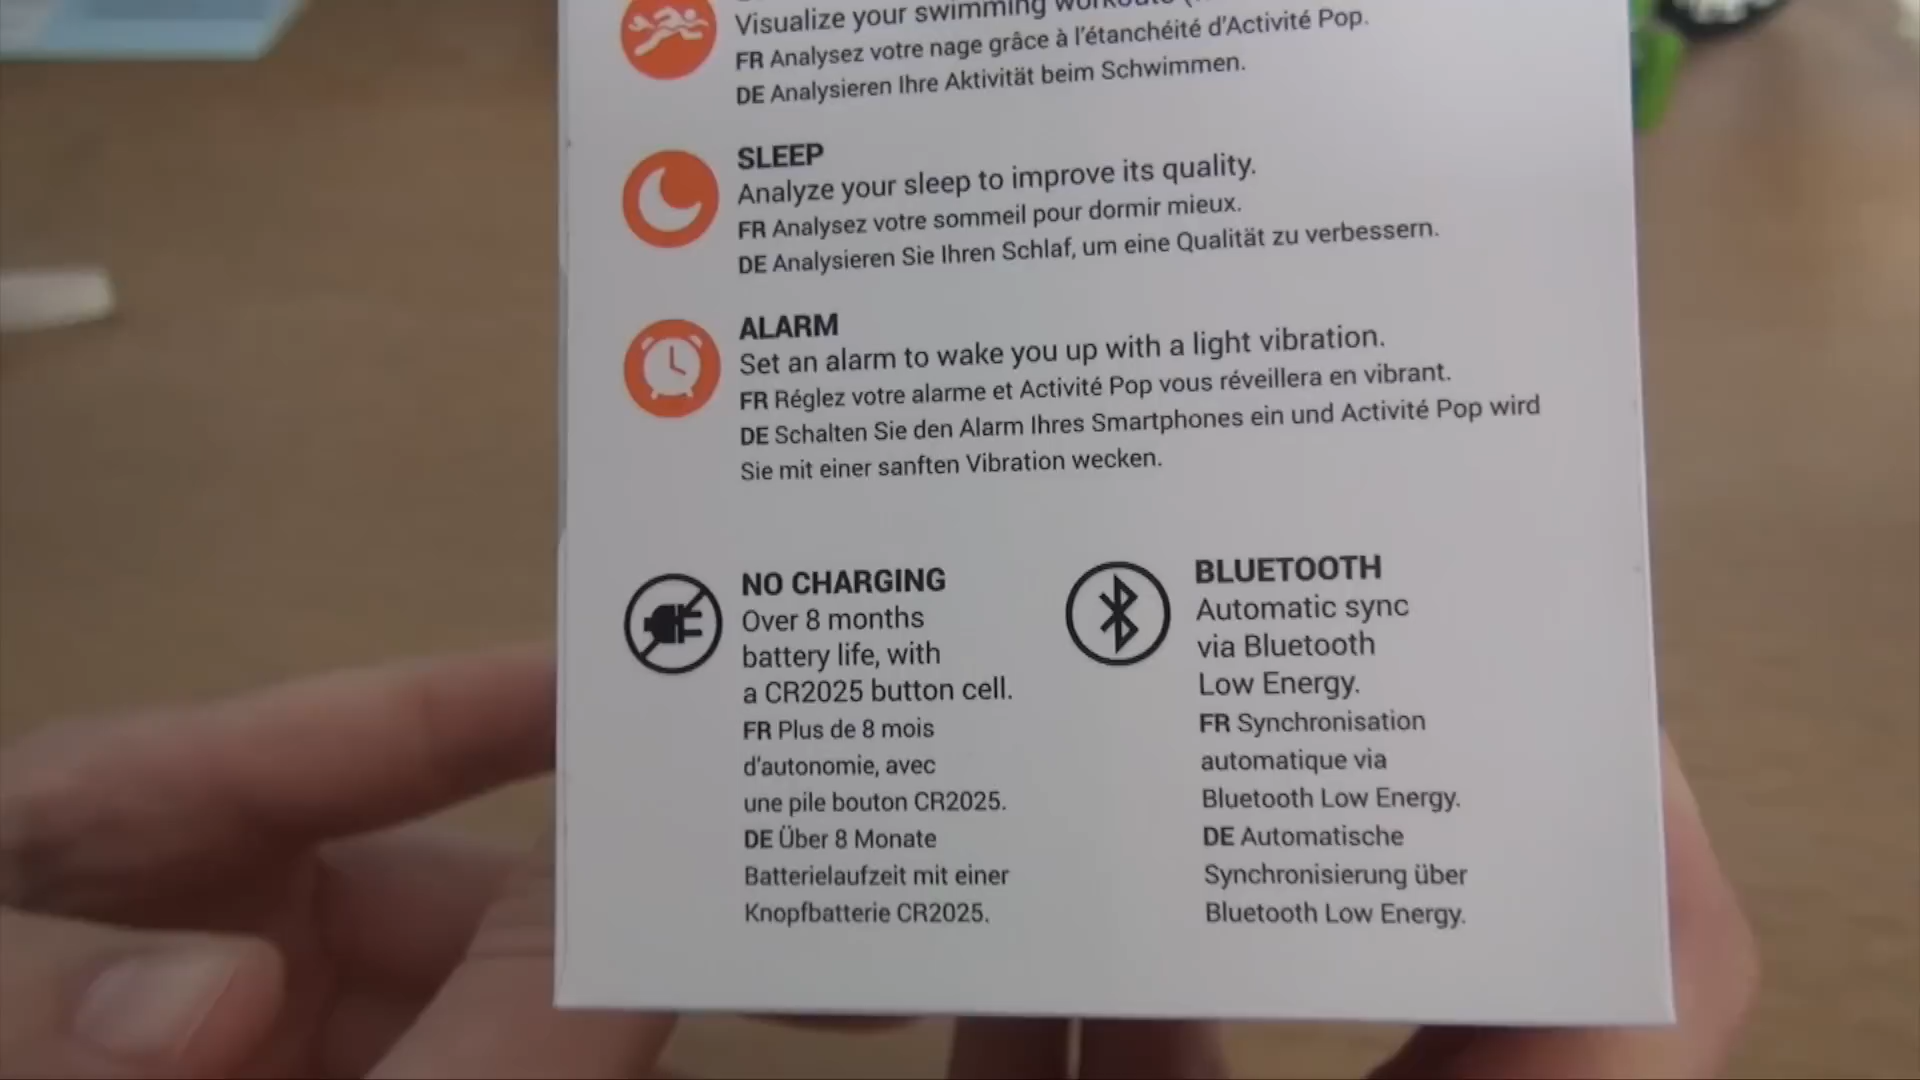 Visualize your swimming workouts
FR Analysez votre nage grâce à l'étanchéité d'Activité Pop.
DE Analysieren Ihre Aktivität beim Schwimmen.
SLEEP
Analyze your sleep to improve its quality.
FR Analysez votre sommeil pour dormir mieux.
DE Analysieren Sie Ihren Schlaf, um eine Qualität zu verbessern.
ALARM
Set an alarm to wake you up with a light vibration.
FR Réglez votre alarme et Activité Pop vous réveillera en vibrant.
DE Schalten Sie den Alarm Ihres Smartphones ein und Activité Pop wird
Sie mit einer sanften Vibration wecken.
NO CHARGING
Over 8 months
battery life, with
a CR2025 button cell.
FR Plus de 8 mois
d'autonomie, avec
une pile bouton CR2025.
DE Über 8 Monate
Batterielaufzeit mit einer
Knopfbatterie CR2025.
BLUETOOTH
Automatic sync
via Bluetooth
Low Energy.
FR Synchronisation
automatique via
Bluetooth Low Energy.
DE Automatische
Synchronisierung über
Bluetooth Low Energy.